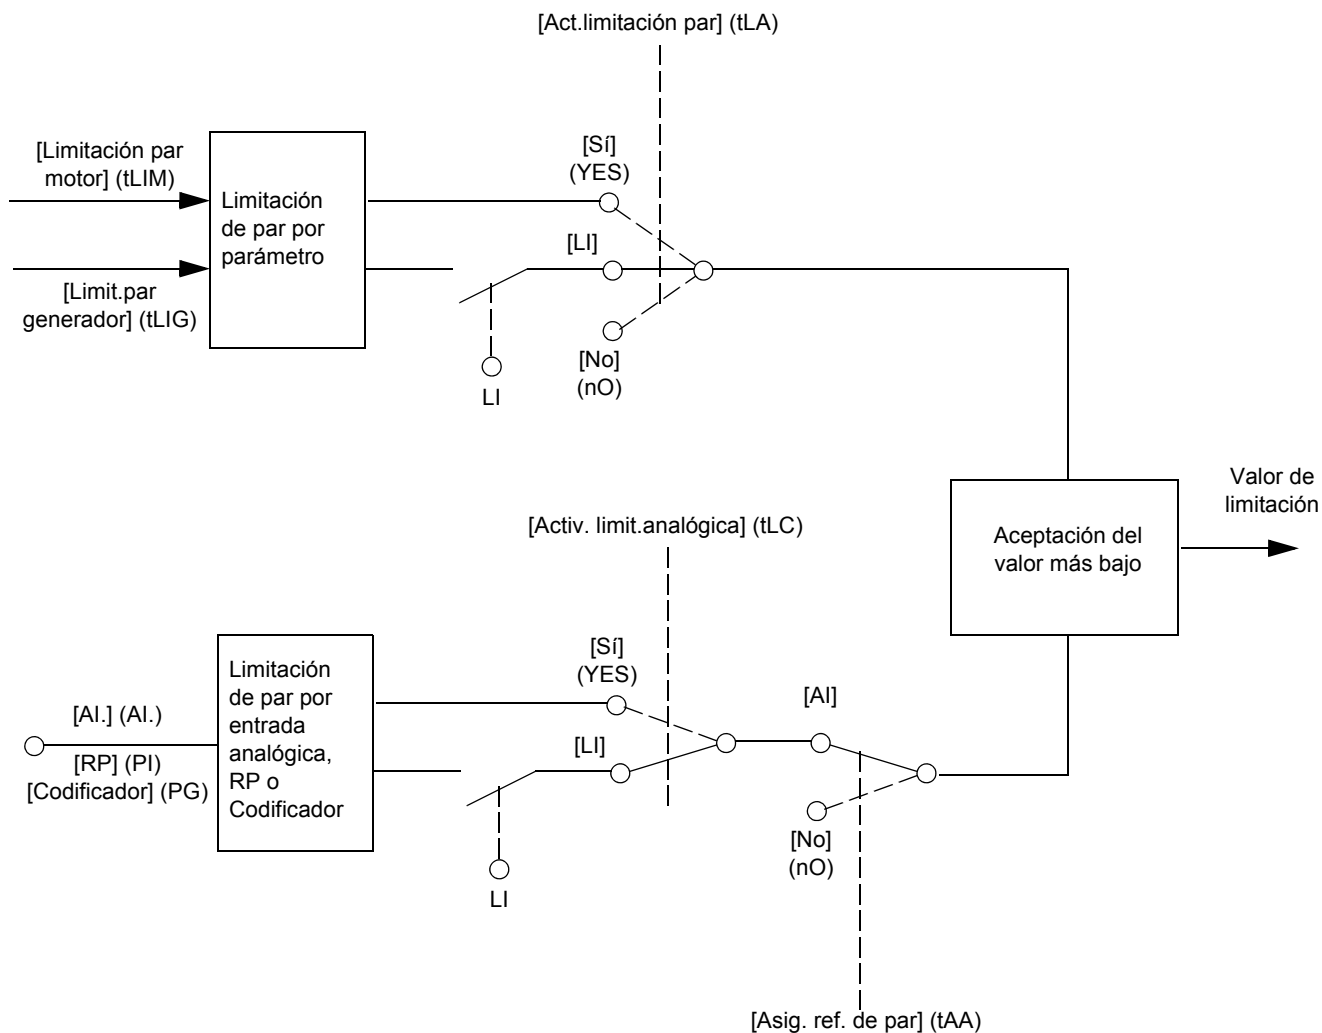 [Act.limitación par] (tLA)
[Limitación par
motor] (tLIM)
[Limit.par
generador] (tLIG)
Limitación
de par por
parámetro
[Sí]
(YES)
[LI]
[No]
(nO)
LI
Valor de
limitación
Aceptación del
valor más bajo
[Activ. limit.analógica] (tLC)
[AI.] (AI.)
[RP] (PI)
[Codificador] (PG)
Limitación
de par por
entrada
analógica,
RP o
Codificador
[Sí]
(YES)
[LI]
LI
[AI]
[No]
(nO)
[Asig. ref. de par] (tAA)